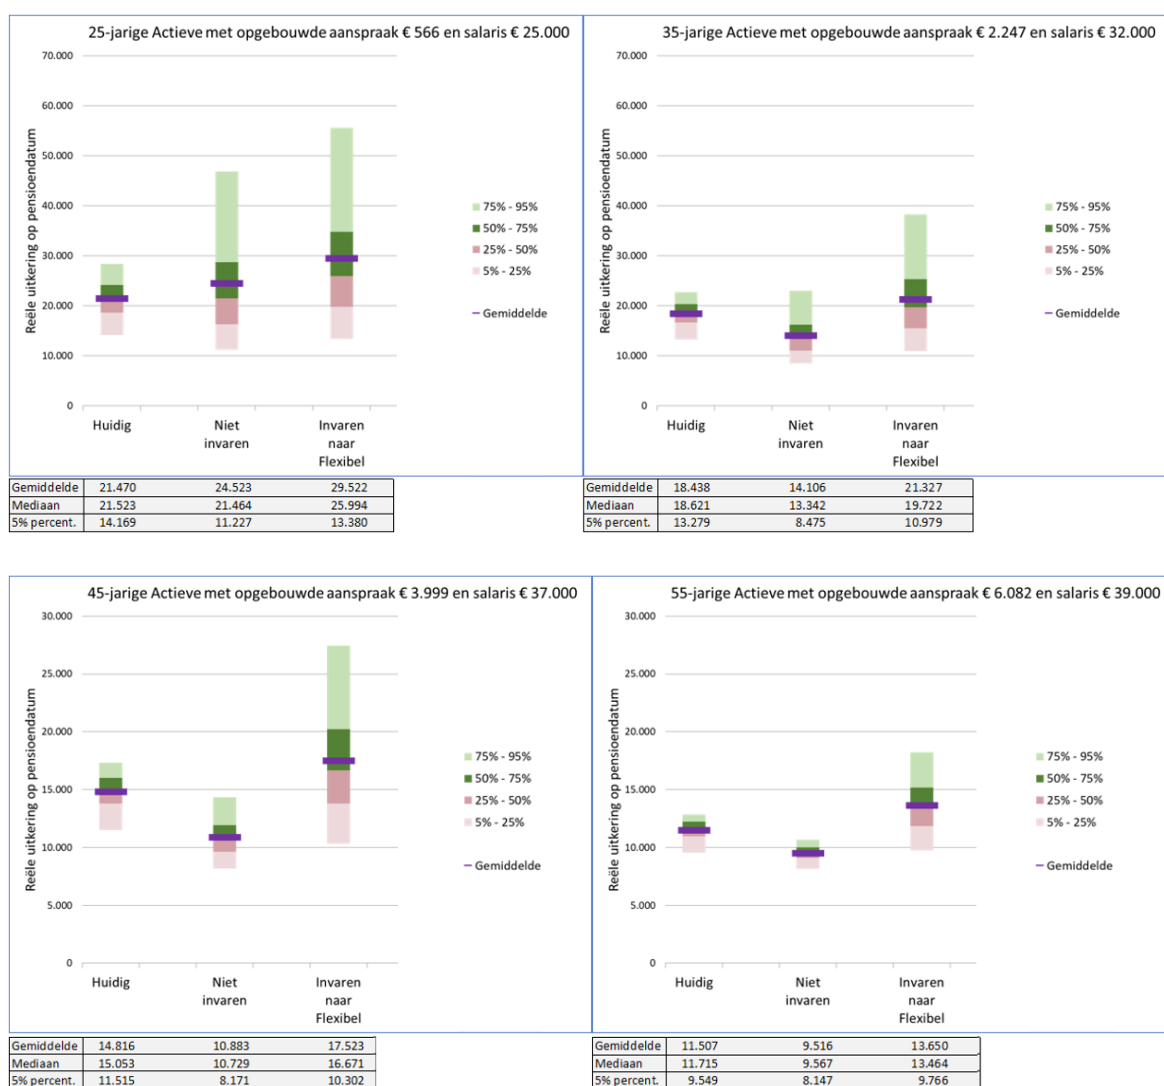 25-jarige Actieve met opgebouwde aanspraak € 566 en salaris € 25.000
Reële uitkering op pensioendatum
70.000
60.000
50.000
40.000
30.000
20.000
10.000
0
Huidig
Niet
invaren
Invaren
naar
Flexibel
75% - 95%
50% - 75%
25% - 50%
5% - 25%
Gemiddelde
Gemiddelde 21.470 24.523 29.522
Mediaan 21.523 21.464 25.994
5% percent. 14.169 11.227 13.380
35-jarige Actieve met opgebouwde aanspraak € 2.247 en salaris € 32.000
Reële uitkering op pensioendatum
70.000
60.000
50.000
40.000
30.000
20.000
10.000
0
Huidig
Niet
invaren
Invaren
naar
Flexibel
75% - 95%
50% - 75%
25% - 50%
5% - 25%
Gemiddelde
Gemiddelde 18.438 14.106 21.327
Mediaan 18.621 13.342 19.722
5% percent. 13.279 8.475 10.979
45-jarige Actieve met opgebouwde aanspraak € 3.999 en salaris € 37.000
Reële uitkering op pensioendatum
30.000
25.000
20.000
15.000
10.000
5.000
0
Huidig
Niet
invaren
Invaren
naar
Flexibel
75% - 95%
50% - 75%
25% - 50%
5% - 25%
Gemiddelde
Gemiddelde 14.816 10.883 17.523
Mediaan 15.053 10.729 16.671
5% percent. 11.515 8.171 10.302
55-jarige Actieve met opgebouwde aanspraak € 6.082 en salaris € 39.000
Reële uitkering op pensioendatum
30.000
25.000
20.000
15.000
10.000
5.000
0
Huidig
Niet
invaren
Invaren
naar
Flexibel
75% - 95%
50% - 75%
25% - 50%
5% - 25%
Gemiddelde
Gemiddelde 11.507 9.516 13.650
Mediaan 11.715 9.567 13.464
5% percent. 9.549 8.147 9.766